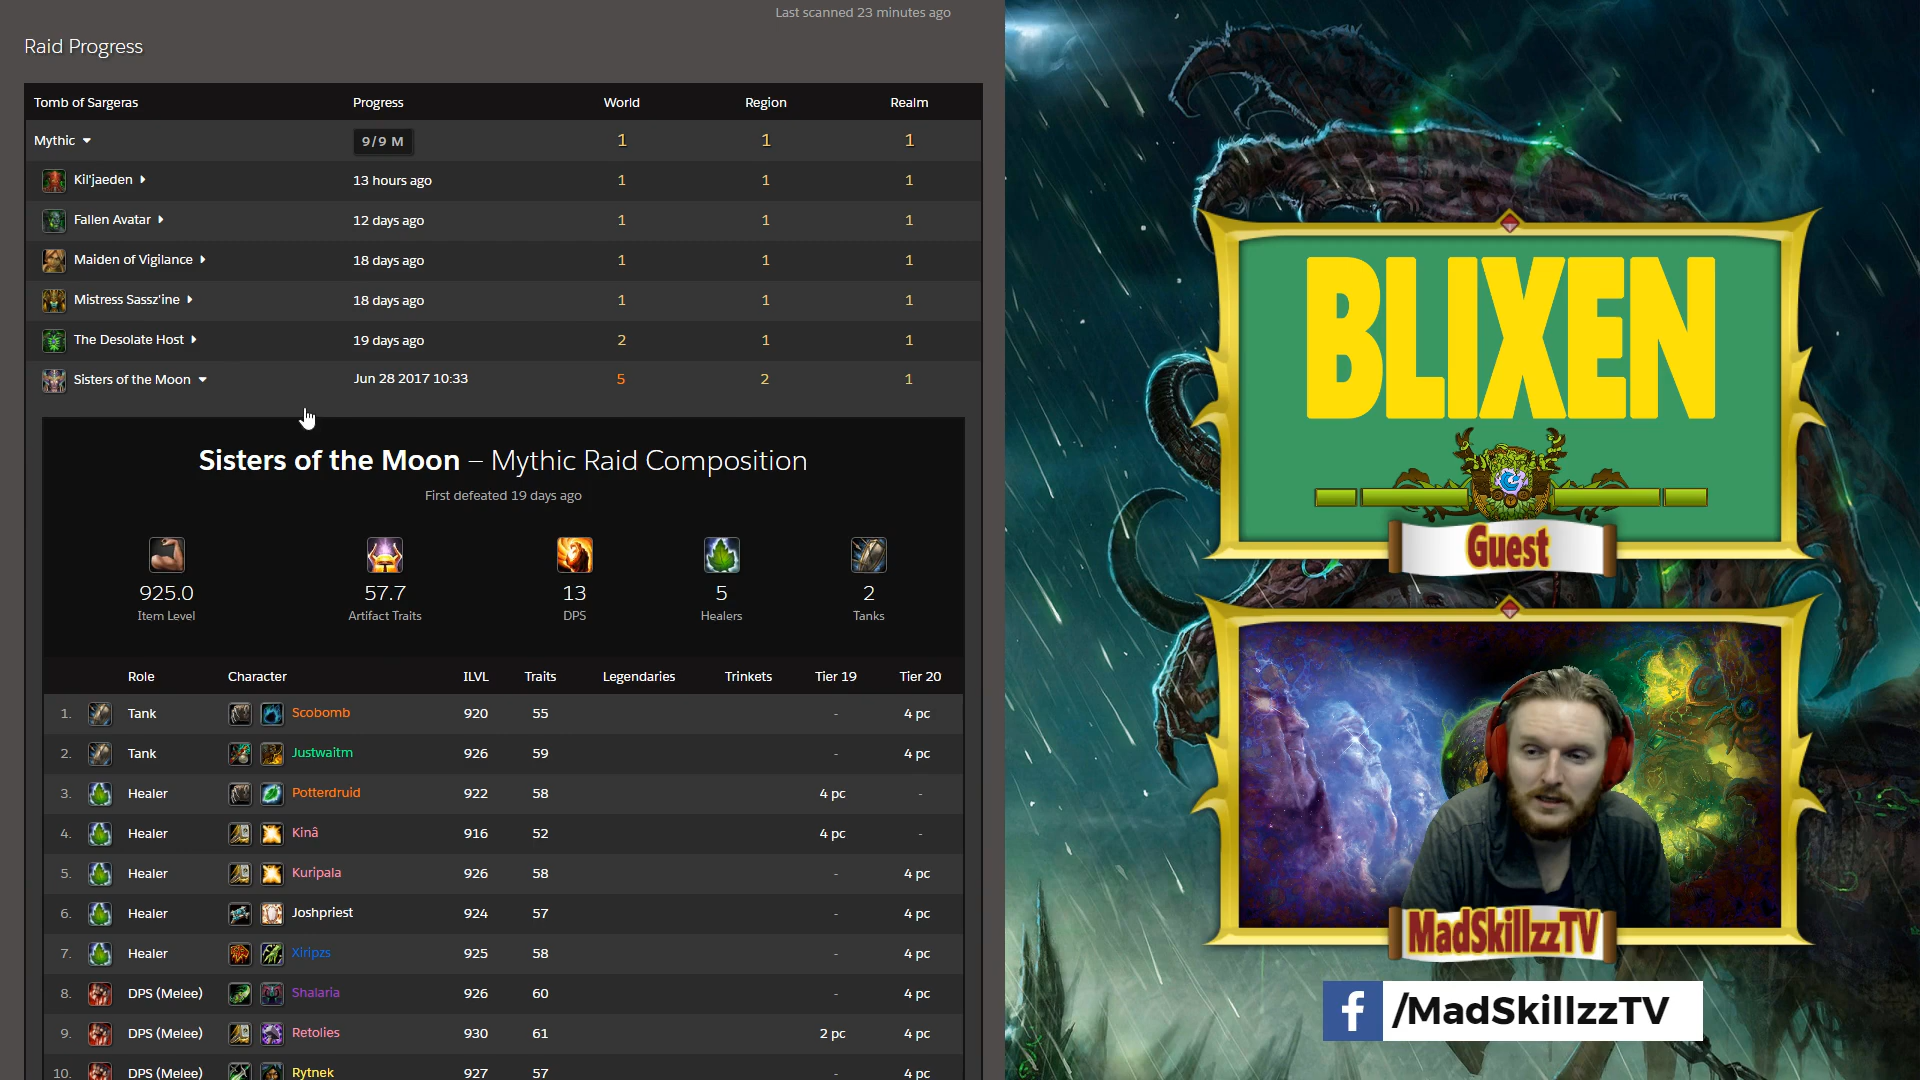 Last scanned 23 minutes ago
Raid Progress
Tomb of Sargeras Progress World Region Realm
Mythic 9/9 M 1 1 1
Kil'jaeden 13 hours ago 1 1 1
Fallen Avatar 12 days ago 1 1 1
Maiden of Vigilance 18 days ago 1 1 1
Mistress Sassz'ine 18 days ago 1 1 1
The Desolate Host 19 days ago 2 1 1
Sisters of the Moon Jun 28 2017 10:33 5 2 1
Sisters of the Moon – Mythic Raid Composition
First defeated 19 days ago
925.0 57.7 13 5 2
Item Level Artifact Traits DPS Healers Tanks
Role Character ILVL Traits Legendaries Trinkets Tier 19 Tier 20
1. Tank Scobomb 920 55 - 4 pc
2. Tank Justwaitm 926 59 - 4 pc
3. Healer Potterdruid 922 58 4 pc -
4. Healer Kinâ 916 52 4 pc -
5. Healer Kuripala 926 58 - 4 pc
6. Healer Joshpriest 924 57 - 4 pc
7. Healer Xlripzs 925 58 - 4 pc
8. DPS (Melee) Shalaria 926 60 - 4 pc
9. DPS (Melee) Retolies 930 61 2 pc 4 pc
10. DPS (Melee) Rytnek 927 57 - 4 pc
BLIXEN
Guest
MadSkillzzTV
f /MadSkillzzTV